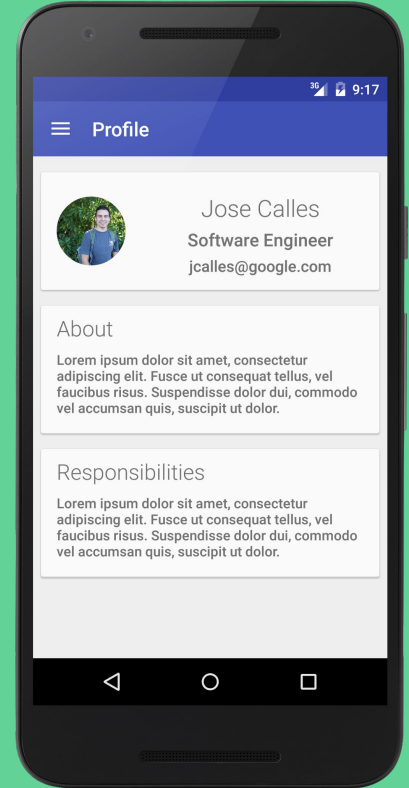 3G 9:17
Profile
Jose Calles
Software Engineer
jcalles@google.com
About
Lorem ipsum dolor sit amet, consectetur
adipiscing elit. Fusce ut consequat tellus, vel
faucibus risus. Suspendisse dolor dui, commodo
vel accumsan quis, suscipit ut dolor.
Responsibilities
Lorem ipsum dolor sit amet, consectetur
adipiscing elit. Fusce ut consequat tellus, vel
faucibus risus. Suspendisse dolor dui, commodo
vel accumsan quis, suscipit ut dolor.